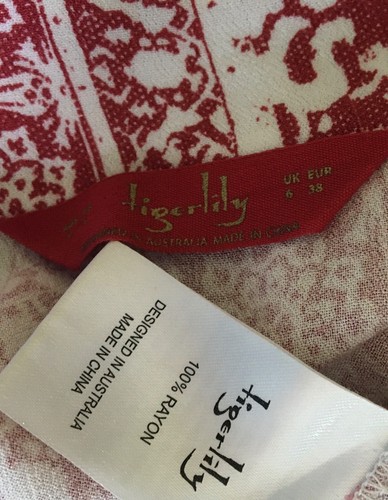 tigerlily
UK EUR
6 38
AUSTRALIA MADE IN CHINA
tigerlily
100% RAYON
DESIGNED IN AUSTRALIA
MADE IN CHINA